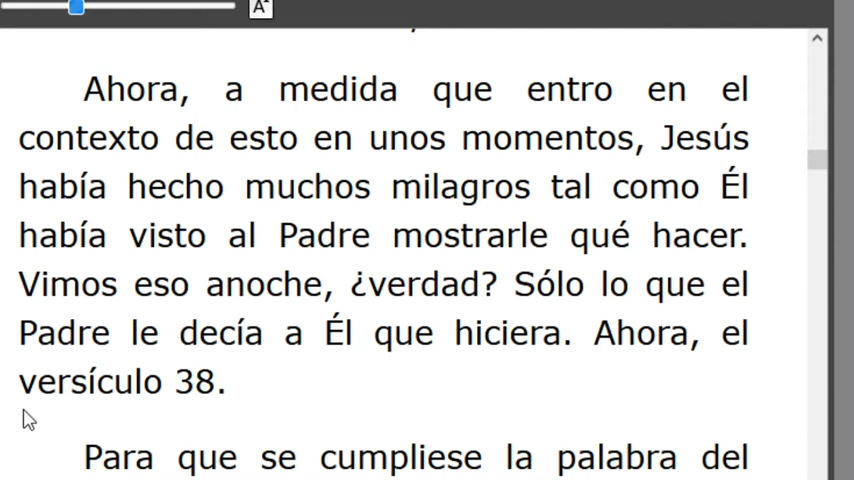 A
Ahora, a medida que entro en el
contexto de esto en unos momentos, Jesús
había hecho muchos milagros tal como Él
había visto al Padre mostrarle qué hacer.
Vimos eso anoche, ¿verdad? Sólo lo que el
Padre le decía a Él que hiciera. Ahora, el
versículo 38.
Para que se cumpliese la palabra del